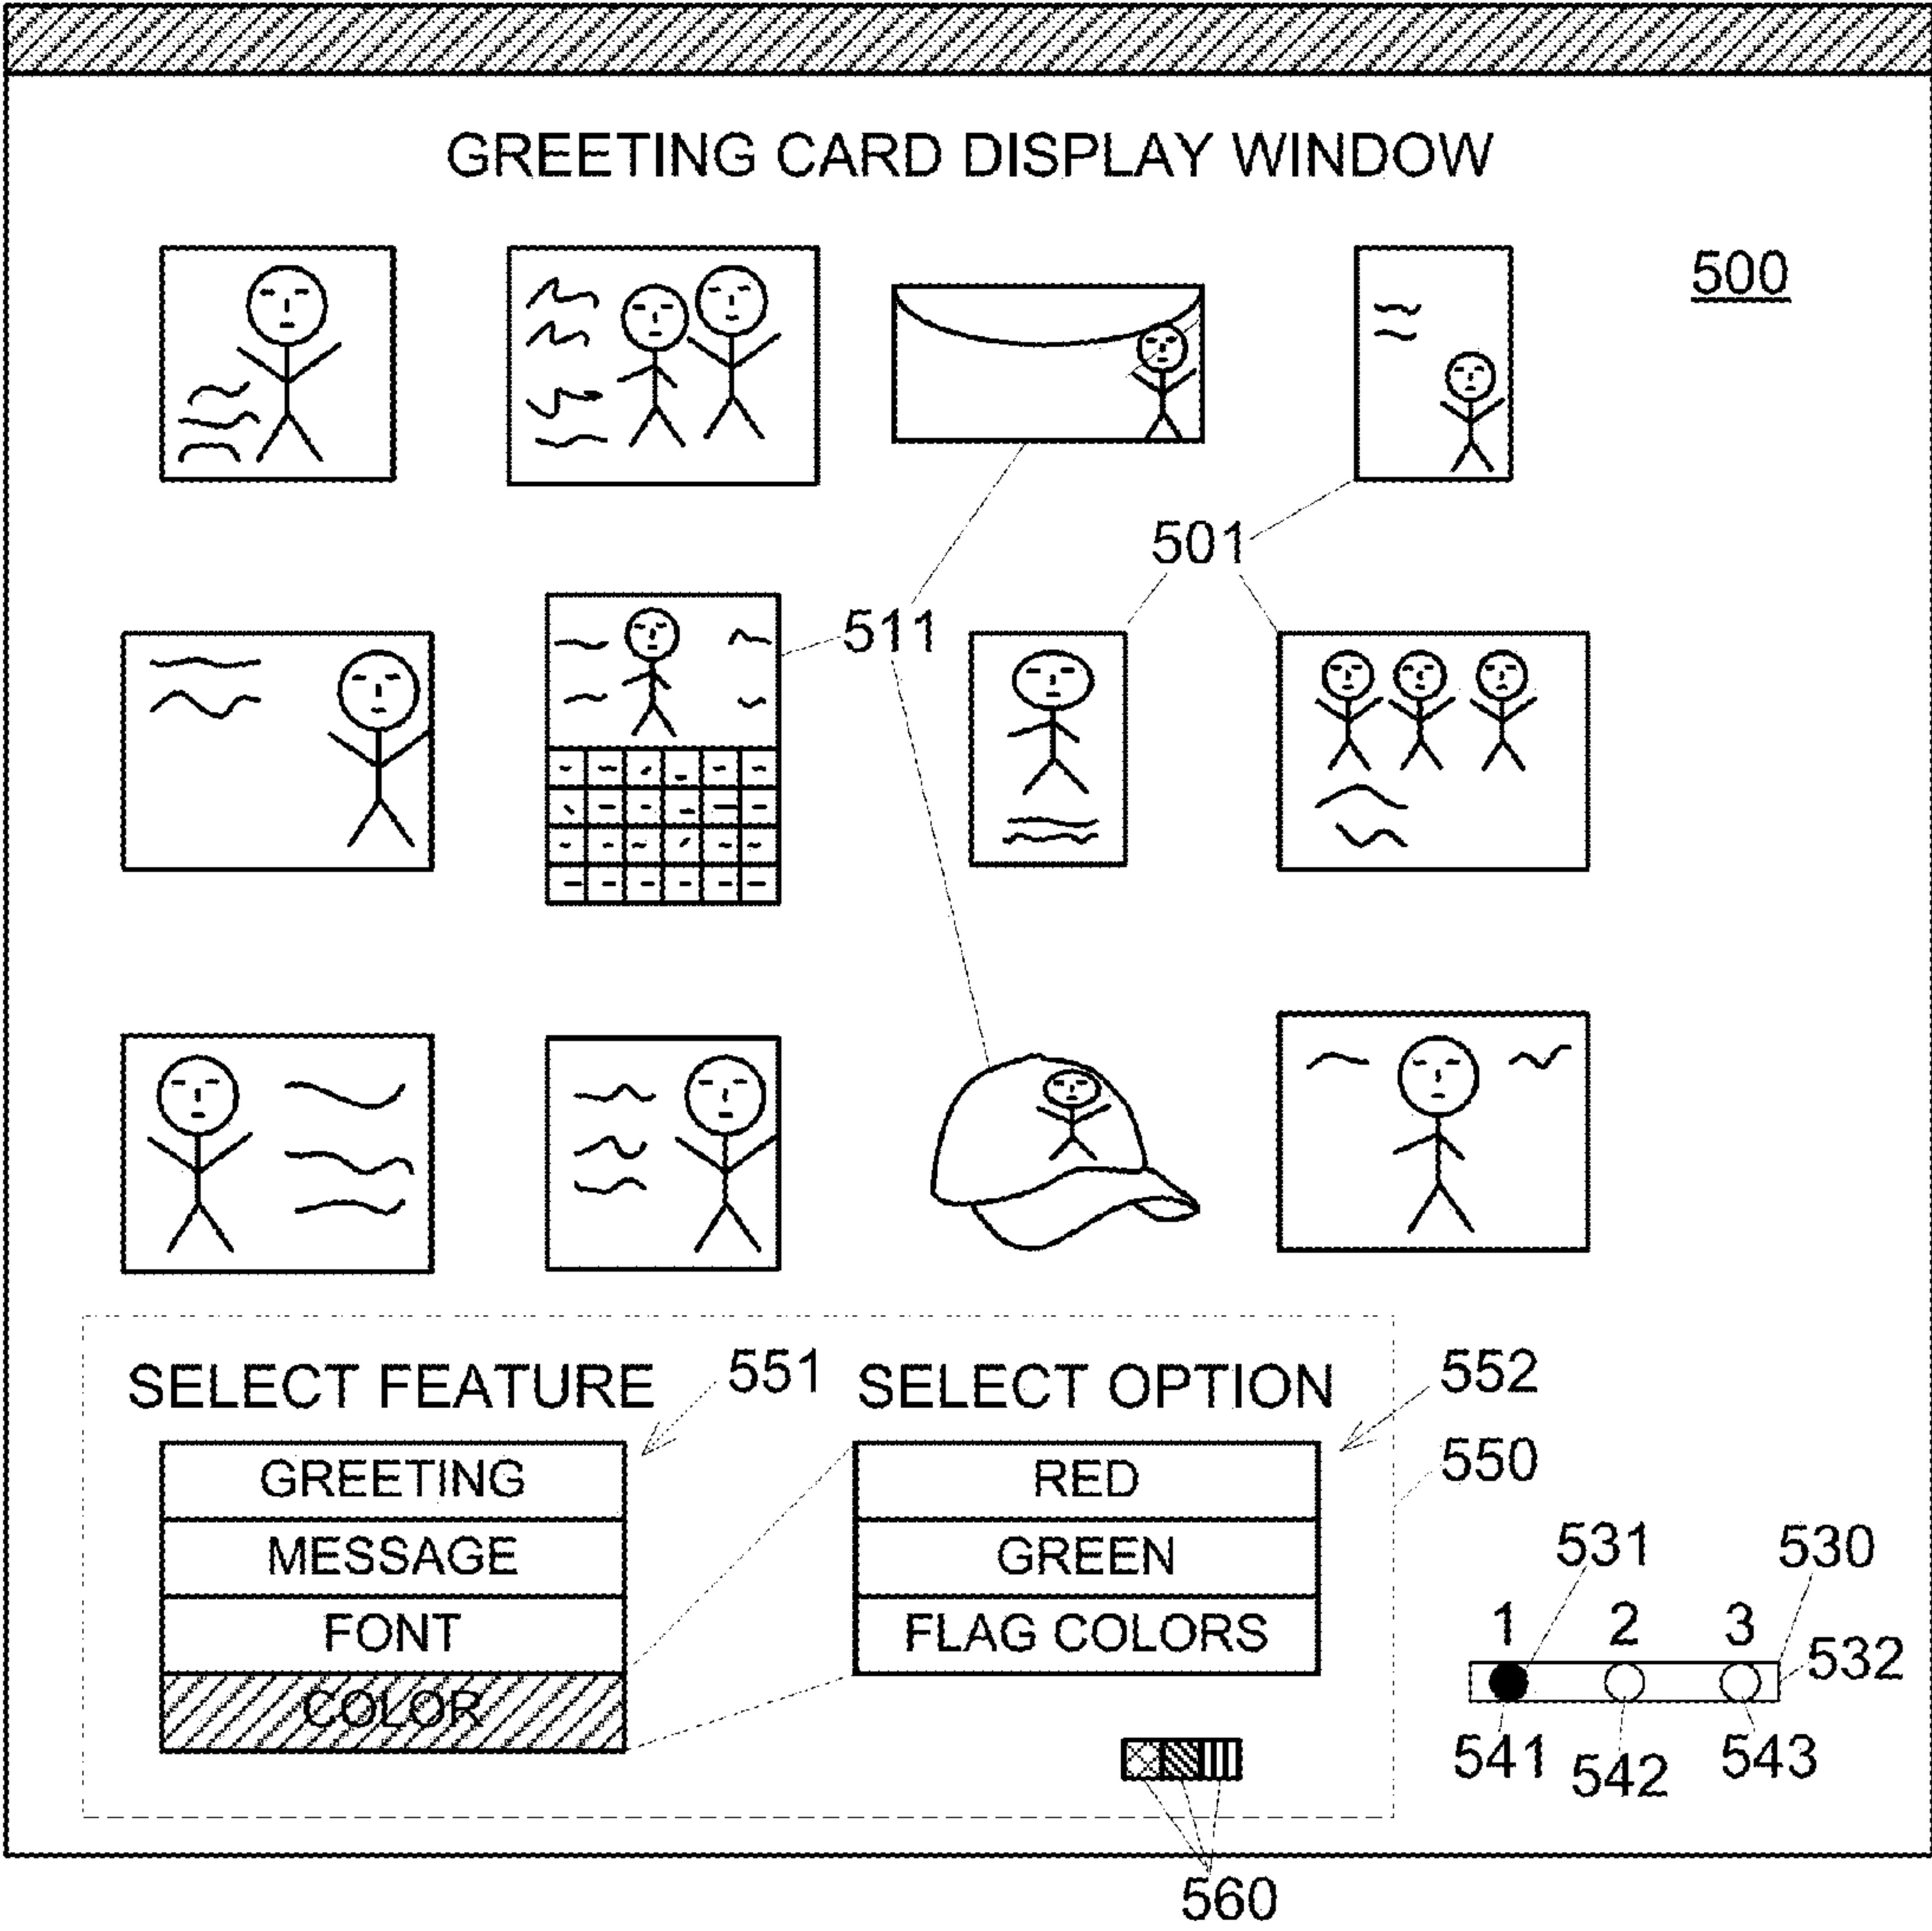 GREETING CARD DISPLAY WINDOW
500
501
511
SELECT FEATURE
551
SELECT OPTION
552
GREETING
MESSAGE
FONT
COLOR
RED
GREEN
FLAG COLORS
550
531
530
1 2 3
532
541
542
543
560